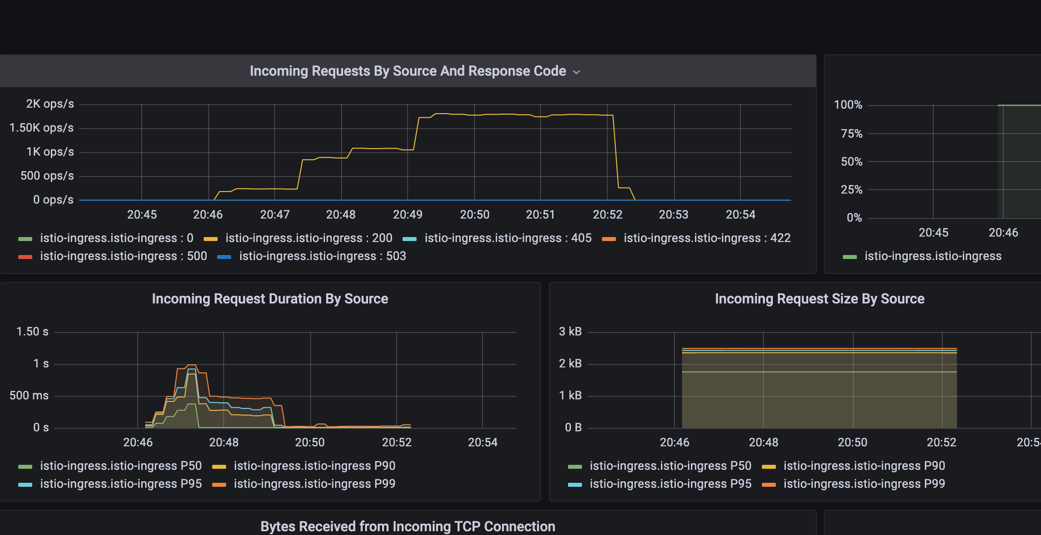 Incoming Requests By Source And Response Code
2K ops/s
1.50K ops/s
1K ops/s
500 ops/s
0 ops/s
20:45 20:46 20:47 20:48 20:49 20:50 20:51 20:52 20:53 20:54
istio-ingress.istio-ingress : 0 istio-ingress.istio-ingress : 200 istio-ingress.istio-ingress : 405 istio-ingress.istio-ingress : 422
istio-ingress.istio-ingress : 500 istio-ingress.istio-ingress : 503
100%
75%
50%
25%
0%
20:45 20:46
istio-ingress.istio-ingress
Incoming Request Duration By Source
1.50 s
1 s
500 ms
0 s
20:46 20:48 20:50 20:52 20:54
istio-ingress.istio-ingress P50 istio-ingress.istio-ingress P90
istio-ingress.istio-ingress P95 istio-ingress.istio-ingress P99
Incoming Request Size By Source
3 kB
2 kB
1 kB
0 B
20:46 20:48 20:50 20:52 20:5
istio-ingress.istio-ingress P50 istio-ingress.istio-ingress P90
istio-ingress.istio-ingress P95 istio-ingress.istio-ingress P99
Bytes Received from Incoming TCP Connection